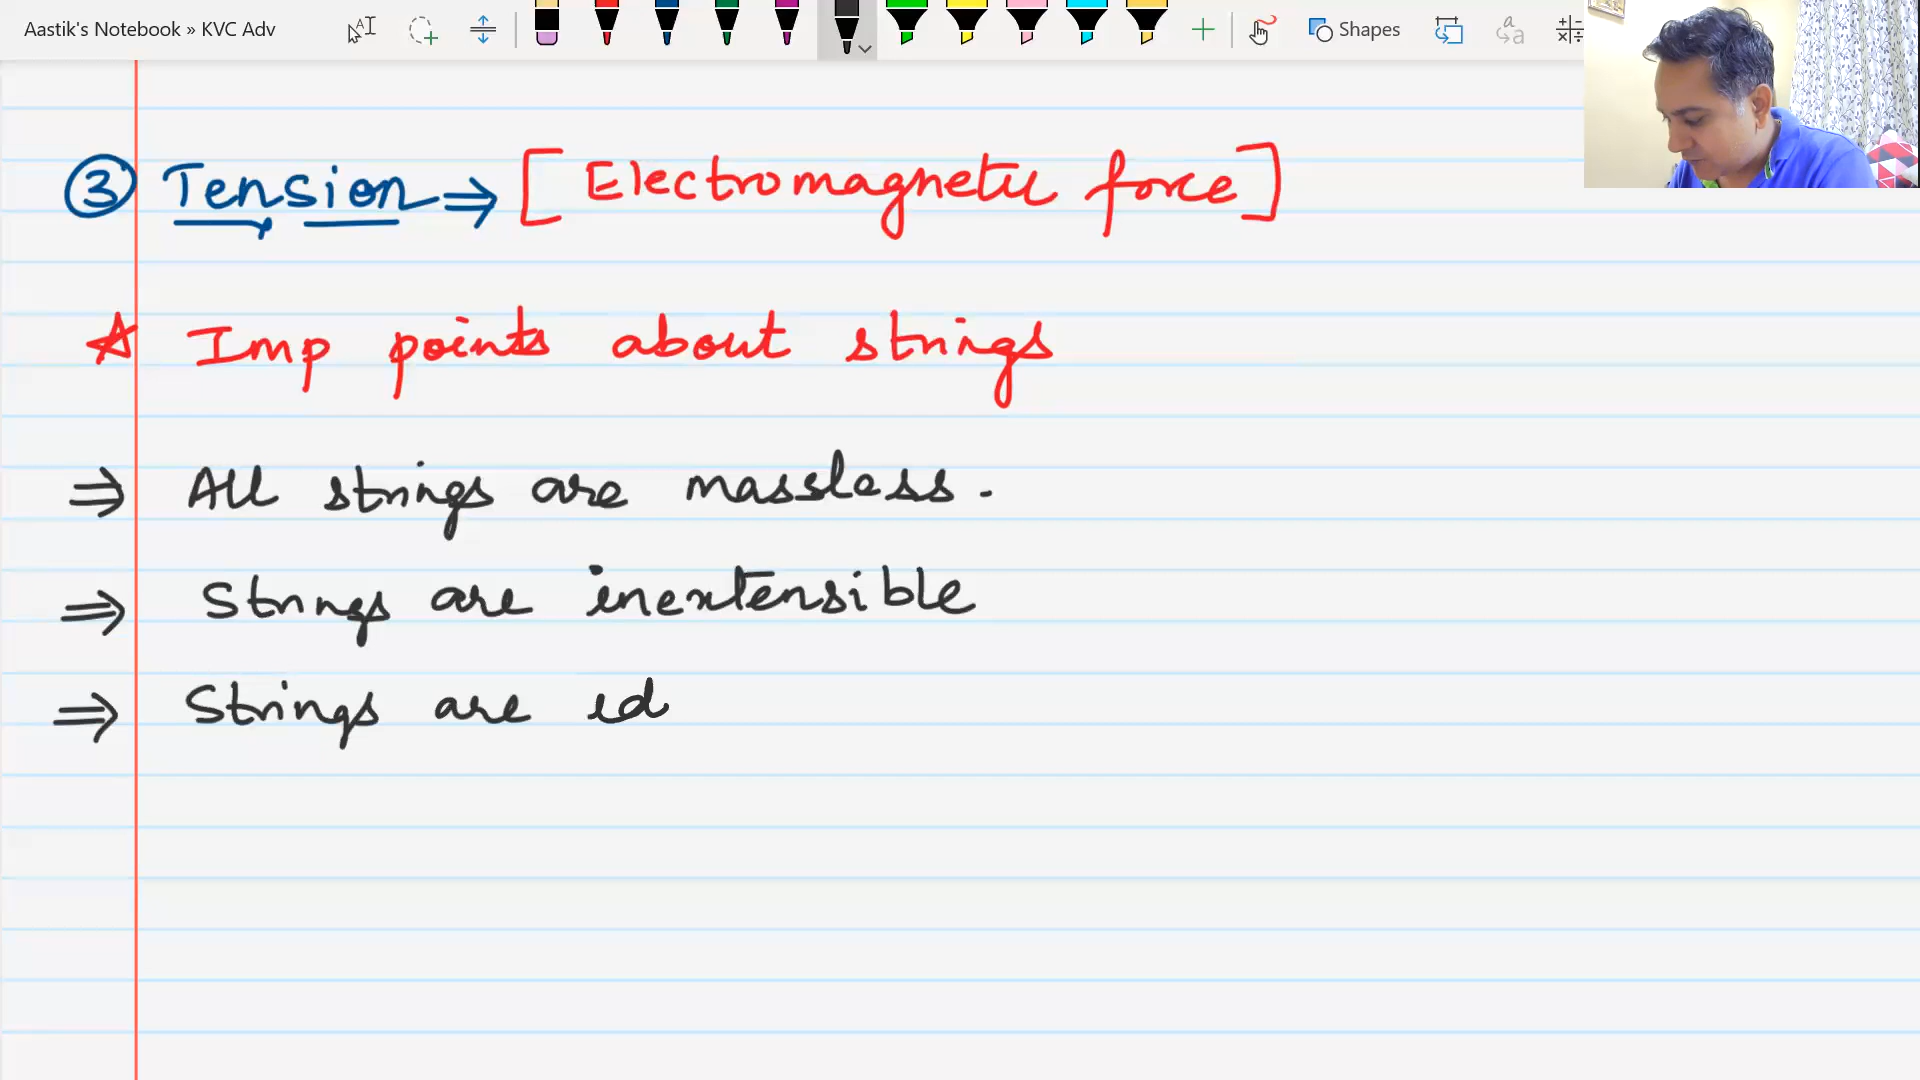 Aastik's Notebook » KVC Adv
Shapes
③ Tension ⇒ [ Electromagnetic force ]
☆ Imp points about strings
⇒ All strings are massless.
⇒ Strings are inextensible
⇒ Strings are id